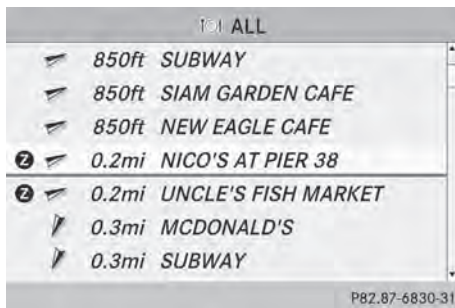 ALL
850ft SUBWAY
850ft SIAM GARDEN CAFE
850ft NEW EAGLE CAFE
Z 0.2mi NICO'S AT PIER 38
Z 0.2mi UNCLE'S FISH MARKET
0.3mi MCDONALD'S
0.3mi SUBWAY
P82.87-6830-31